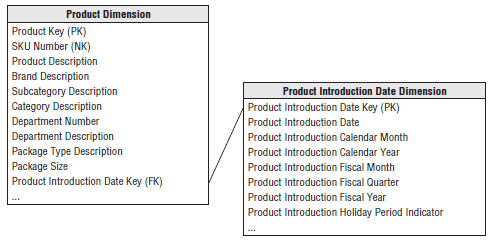 Product Dimension
Product Key (PK)
SKU Number (NK)
Product Description
Brand Description
Subcategory Description
Category Description
Department Number
Department Description
Package Type Description
Package Size
Product Introduction Date Key (FK)
...
Product Introduction Date Dimension
Product Introduction Date Key (PK)
Product Introduction Date
Product Introduction Calendar Month
Product Introduction Calendar Year
Product Introduction Fiscal Month
Product Introduction Fiscal Quarter
Product Introduction Fiscal Year
Product Introduction Holiday Period Indicator
...